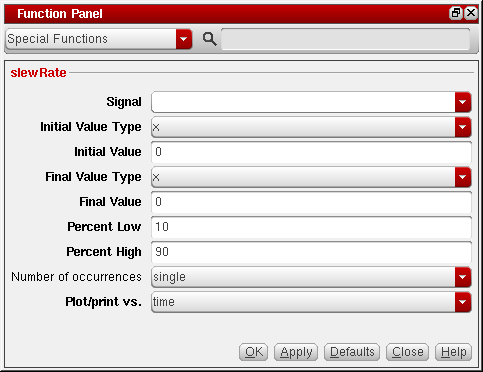 Function Panel
Special Functions
slewRate
Signal
Initial Value Type x
Initial Value 0
Final Value Type x
Final Value 0
Percent Low 10
Percent High 90
Number of occurrences single
Plot/print vs. time
OK Apply Defaults Close Help